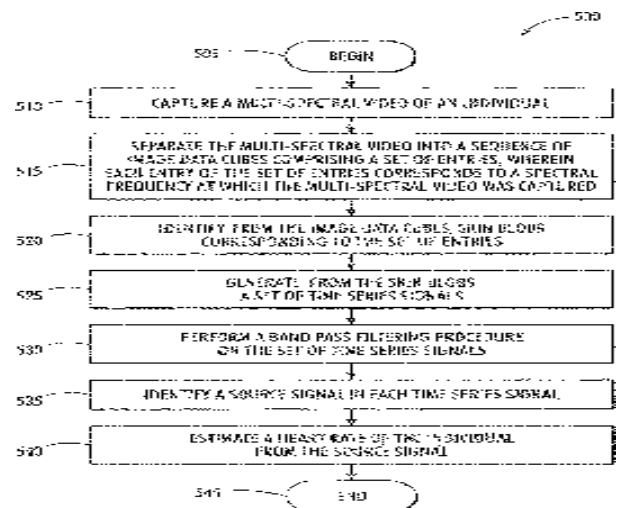 500
505
BEGIN
510
CAPTURE A MULTI-SPECTRAL VIDEO OF AN INDIVIDUAL
515
SEPARATE THE MULTI-SPECTRAL VIDEO INTO A SEQUENCE OF
IMAGE DATA CUBES COMPRISING A SET OF ENTRIES, WHEREIN
EACH ENTRY OF THE SET OF ENTRIES CORRESPONDS TO A SPECTRAL
FREQUENCY AT WHICH THE MULTI-SPECTRAL VIDEO WAS CAPTURED
520
IDENTIFY FROM THE IMAGE DATA CUBES, SKIN BLOBS
CORRESPONDING TO THE SET OF ENTRIES
525
GENERATE FROM THE SKIN BLOBS
A SET OF TIME SERIES SIGNALS
530
PERFORM A BAND PASS FILTERING PROCEDURE
ON THE SET OF TIME SERIES SIGNALS
535
IDENTIFY A SOURCE SIGNAL IN EACH TIME SERIES SIGNAL
540
ESTIMATE A HEART RATE OF THE INDIVIDUAL
FROM THE SOURCE SIGNAL
545
END